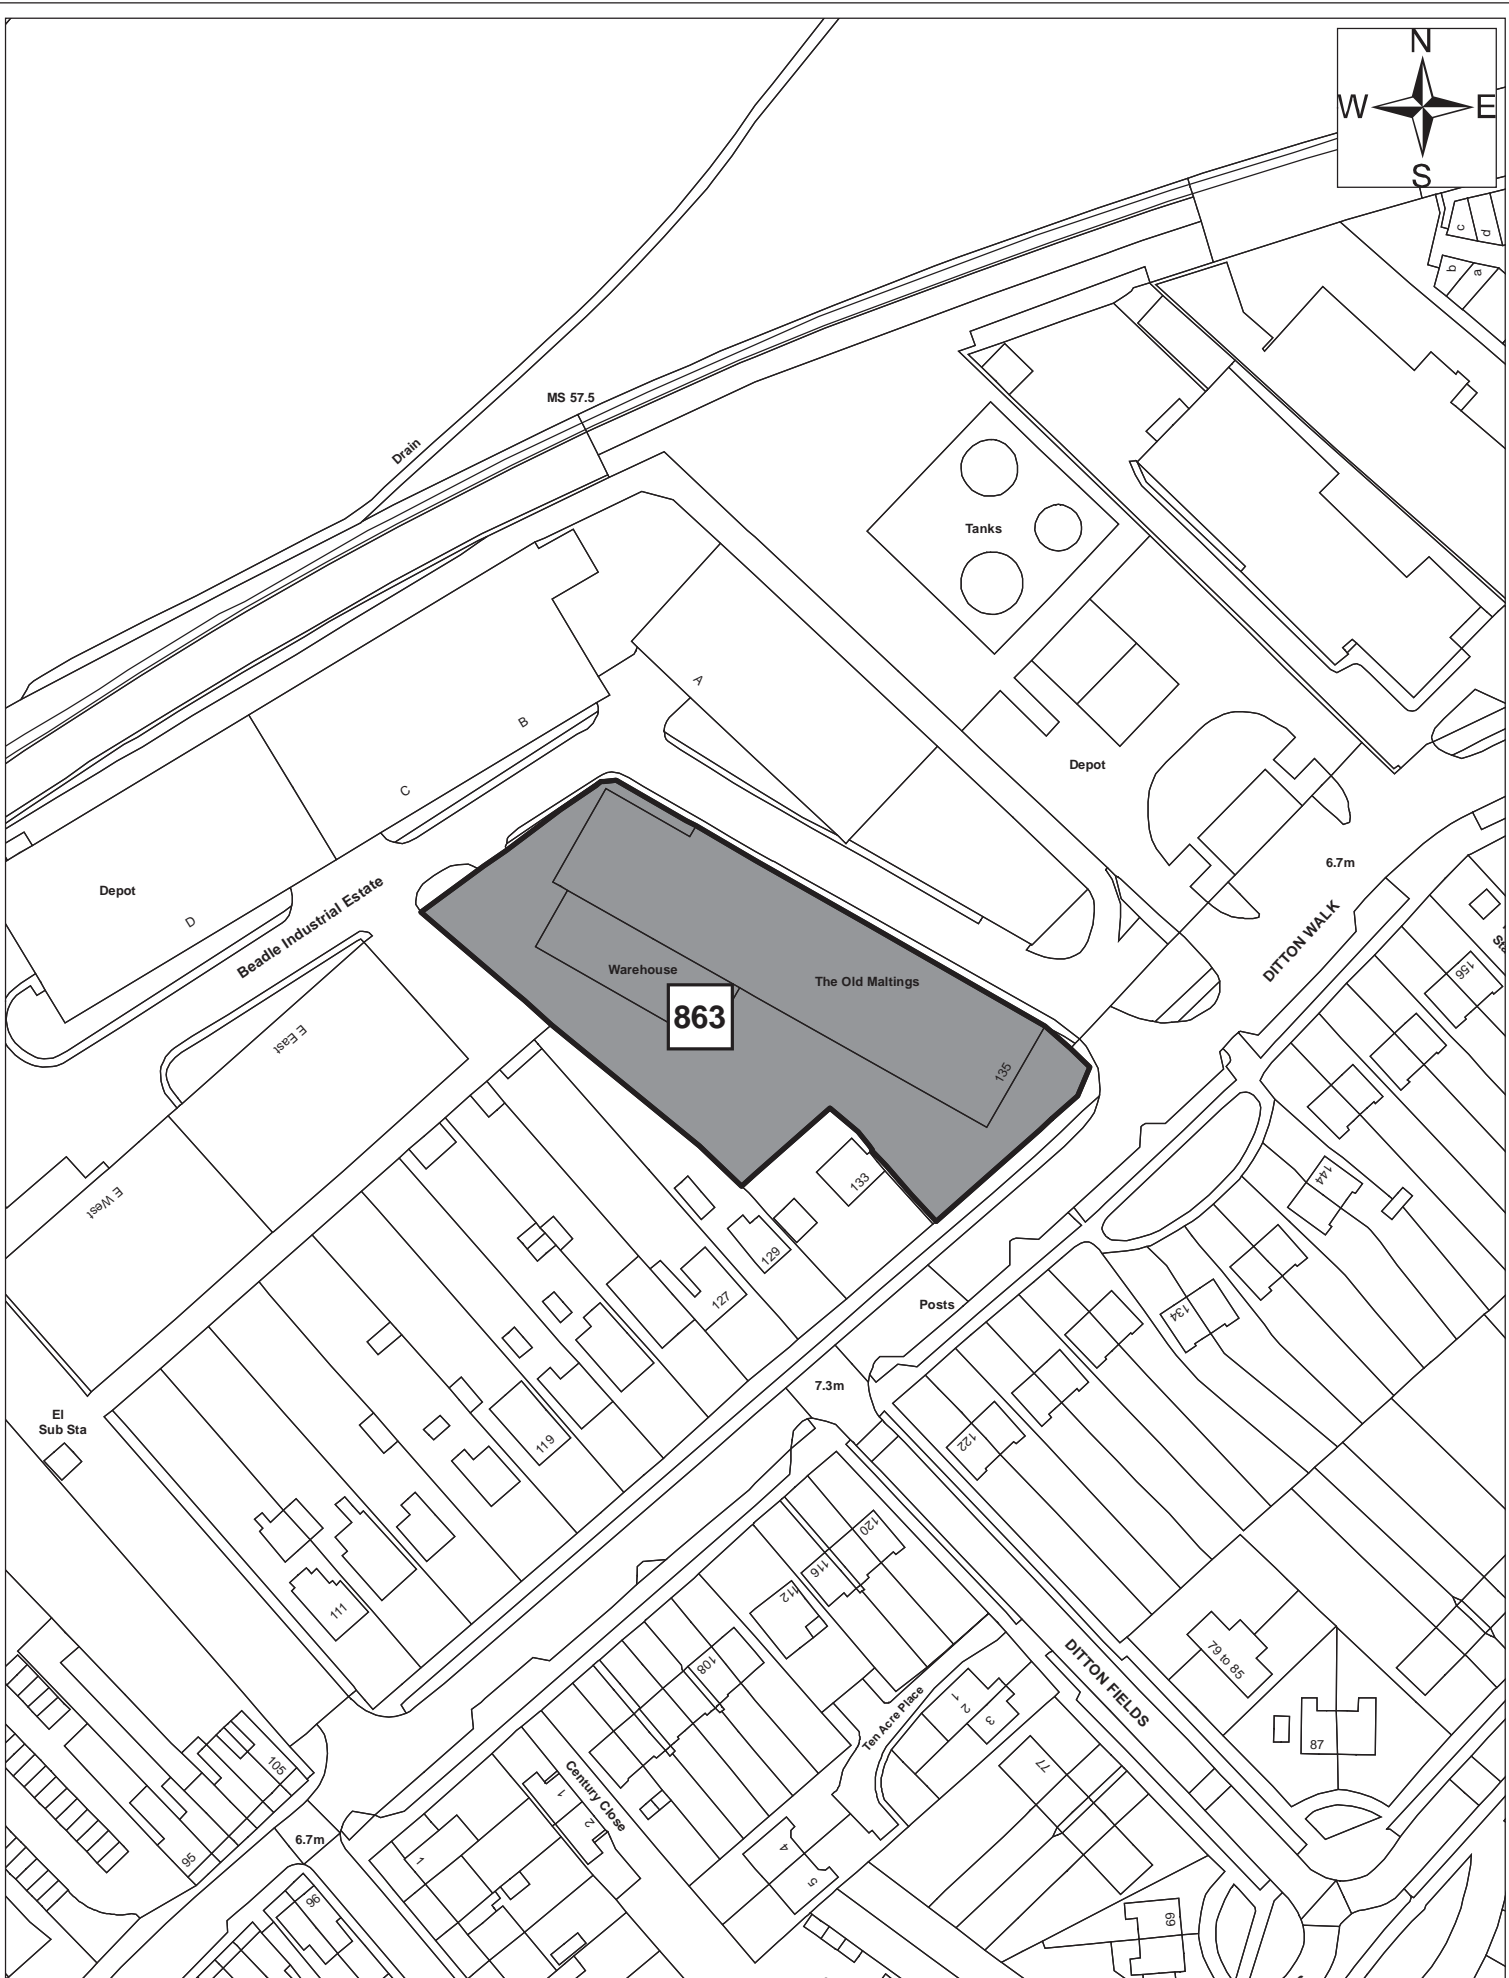 N
W
E
S
c
d
b
a
MS 57.5
Drain
Tanks
A
B
C
Depot
Depot
D
Beadle Industrial Estate
6.7m
DITTON WALK
156
Warehouse
The Old Maltings
863
135
E East
E West
133
144
129
127
134
Posts
7.3m
El
Sub Sta
119
122
111
120
116
112
108
DITTON FIELDS
79 to 85
87
Ten Acre Place
1
2
3
77
105
Century Close
1
2
6.7m
95
1
4
5
96
69